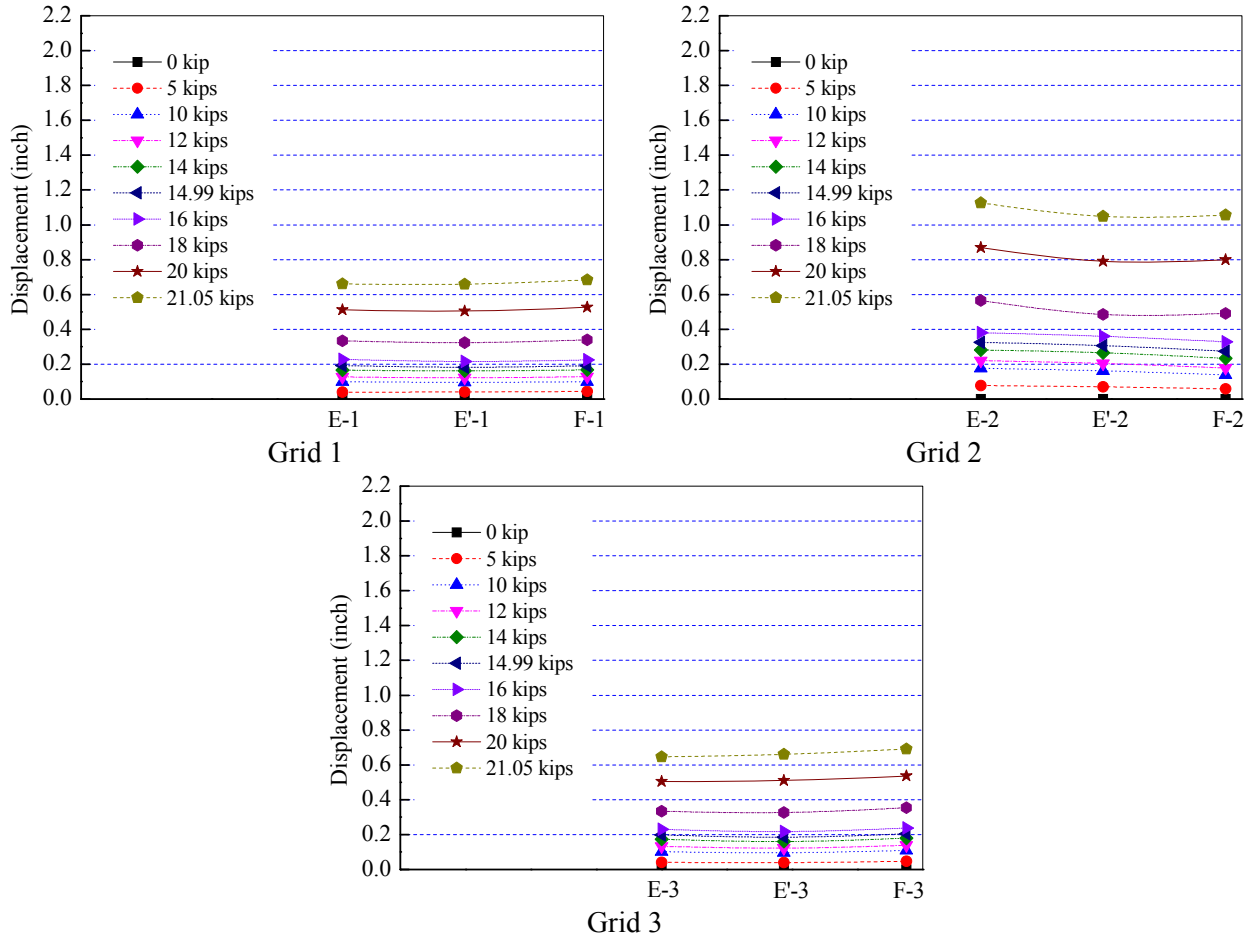 2.2
2.0
1.8
1.6
1.4
1.2
1.0
0.8
0.6
0.4
0.2
0.0
Displacement (inch)
0 kip
5 kips
10 kips
12 kips
14 kips
14.99 kips
16 kips
18 kips
20 kips
21.05 kips
E-1 E'-1 F-1
Grid 1
2.2
2.0
1.8
1.6
1.4
1.2
1.0
0.8
0.6
0.4
0.2
0.0
Displacement (inch)
0 kip
5 kips
10 kips
12 kips
14 kips
14.99 kips
16 kips
18 kips
20 kips
21.05 kips
E-2 E'-2 F-2
Grid 2
2.2
2.0
1.8
1.6
1.4
1.2
1.0
0.8
0.6
0.4
0.2
0.0
Displacement (inch)
0 kip
5 kips
10 kips
12 kips
14 kips
14.99 kips
16 kips
18 kips
20 kips
21.05 kips
E-3 E'-3 F-3
Grid 3